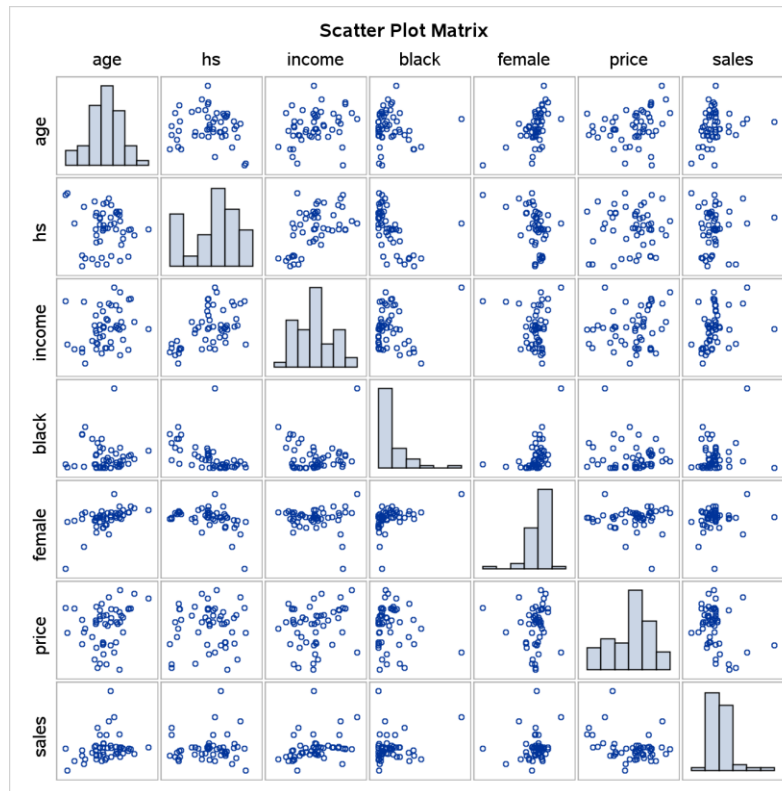 Scatter Plot Matrix
age hs income black female price sales
age
hs
income
black
female
price
sales